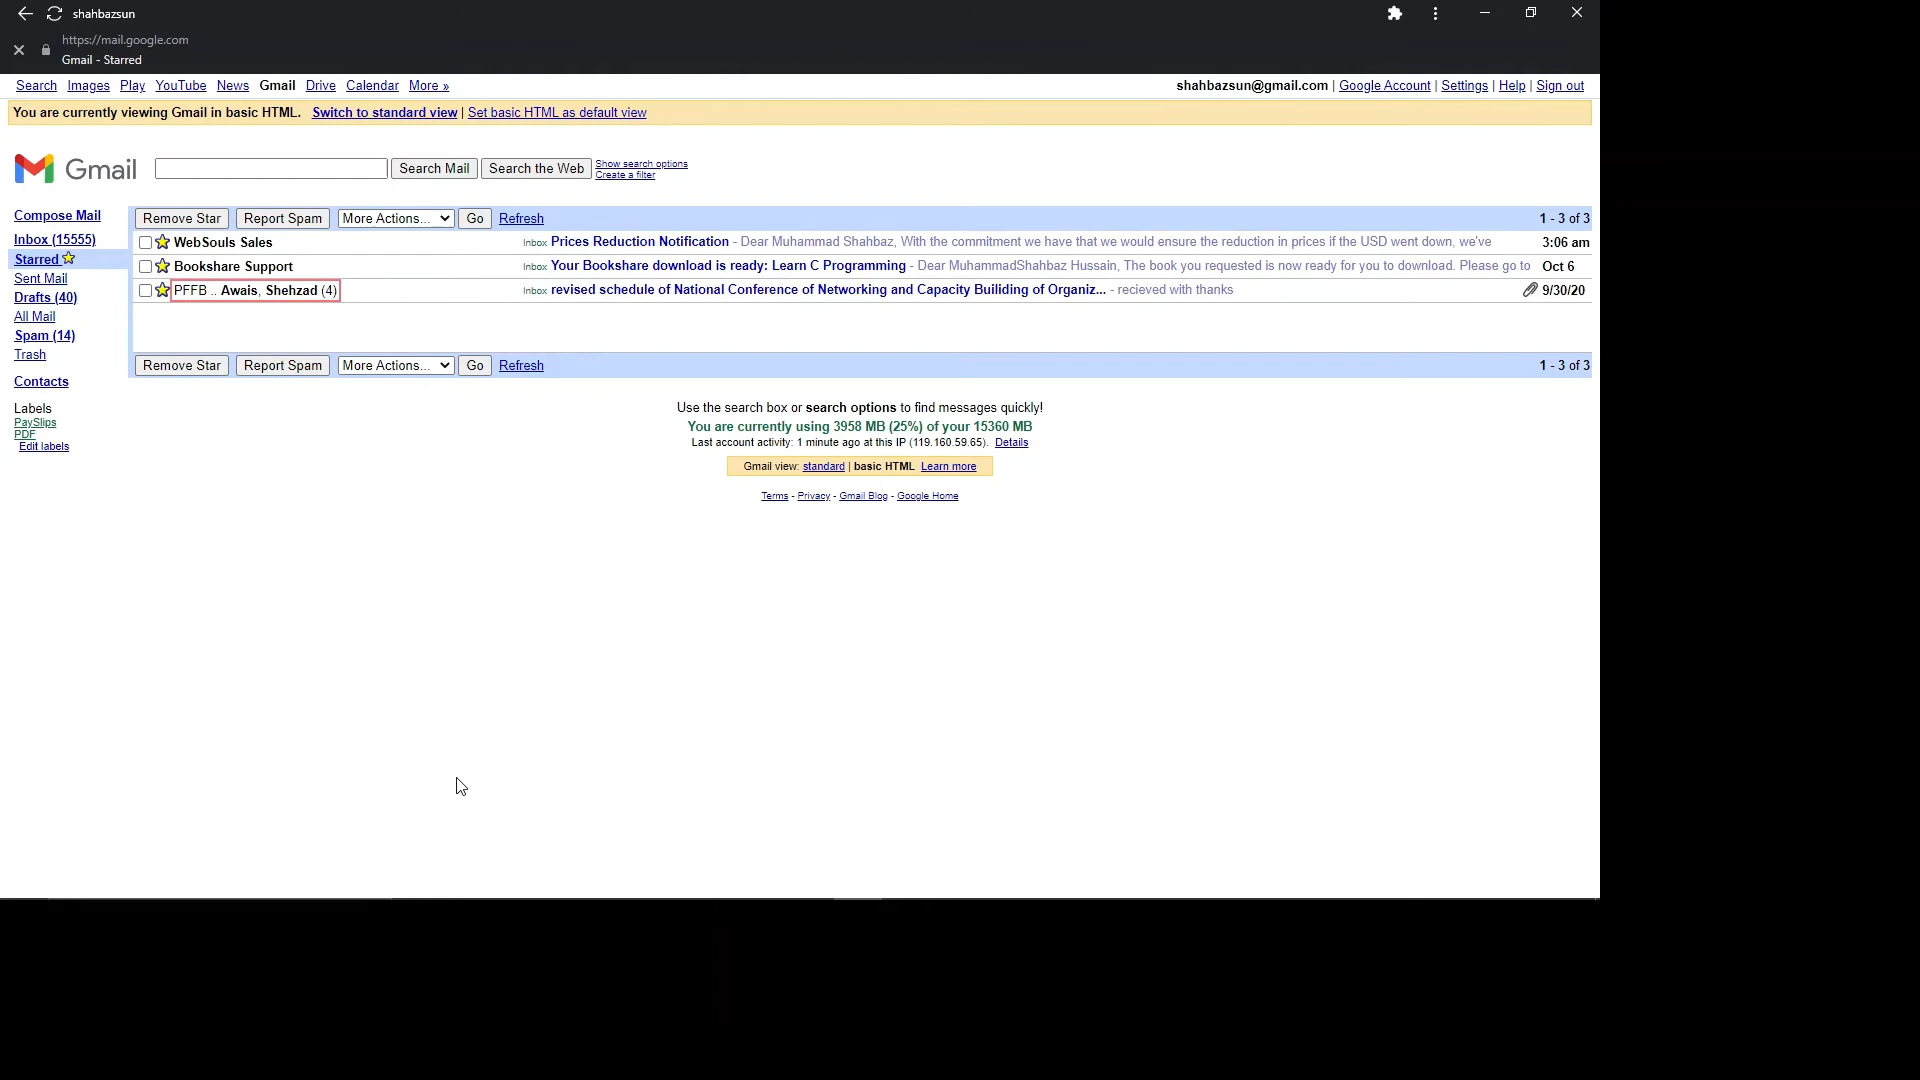 shahbazsun
https://mail.google.com
Gmail - Starred
Search Images Play YouTube News Gmail Drive Calendar More » shahbazsun@gmail.com | Google Account | Settings | Help | Sign out
You are currently viewing Gmail in basic HTML. Switch to standard view | Set basic HTML as default view
Gmail Search Mail Search the Web Show search options
Create a filter
Compose Mail
Inbox (15555)
Starred
Sent Mail
Drafts (40)
All Mail
Spam (14)
Trash
Contacts
Labels
PaySlips
PDF
Edit labels
Remove Star Report Spam More Actions... Go Refresh 1 - 3 of 3
WebSouls Sales Inbox Prices Reduction Notification - Dear Muhammad Shahbaz, With the commitment we have that we would ensure the reduction in prices if the USD went down, we've 3:06 am
Bookshare Support Inbox Your Bookshare download is ready: Learn C Programming - Dear MuhammadShahbaz Hussain, The book you requested is now ready for you to download. Please go to Oct 6
PFFB .. Awais, Shehzad (4) Inbox revised schedule of National Conference of Networking and Capacity Builiding of Organiz... - recieved with thanks 9/30/20
Remove Star Report Spam More Actions... Go Refresh 1 - 3 of 3
Use the search box or search options to find messages quickly!
You are currently using 3958 MB (25%) of your 15360 MB
Last account activity: 1 minute ago at this IP (119.160.59.65). Details
Gmail view: standard | basic HTML Learn more
Terms - Privacy - Gmail Blog - Google Home